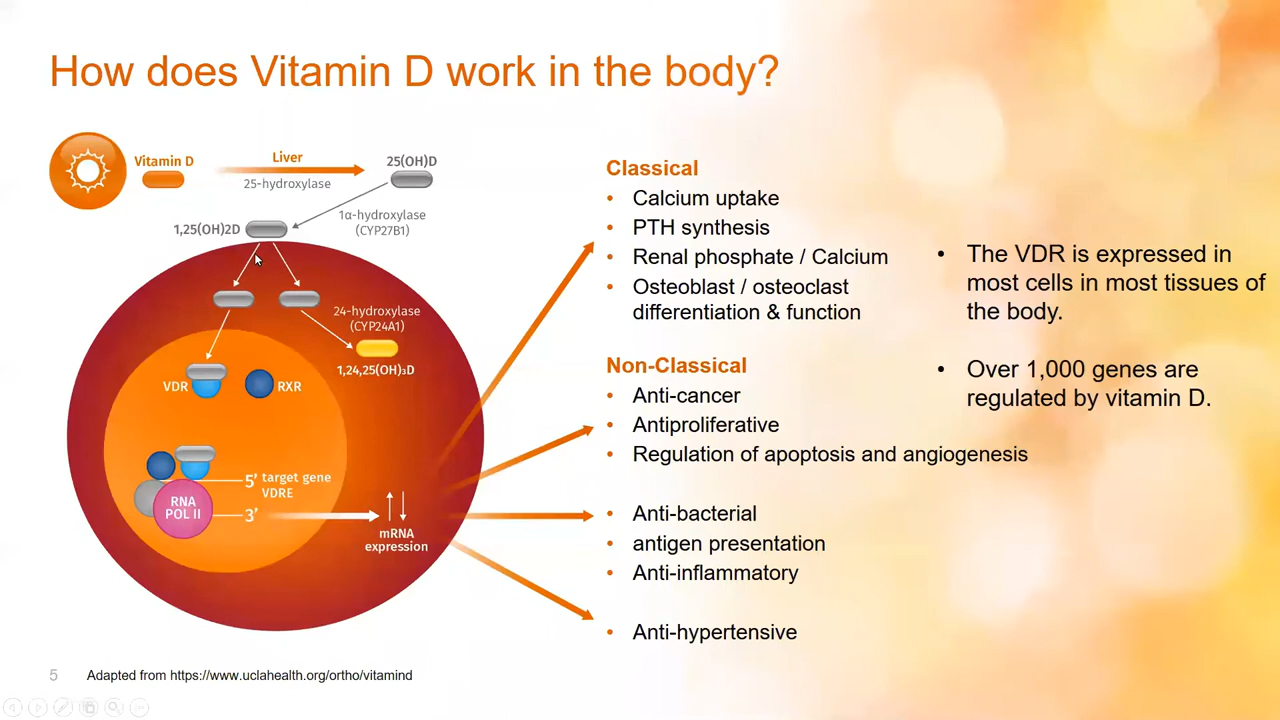 How does Vitamin D work in the body?
Vitamin D
Liver
25-hydroxylase
25(OH)D
1α-hydroxylase
(CYP27B1)
1,25(OH)2D
24-hydroxylase
(CYP24A1)
1,24,25(OH)₃D
VDR
RXR
RNA
POL II
5' target gene
VDRE
3'
mRNA
expression
Classical
• Calcium uptake
• PTH synthesis
• Renal phosphate / Calcium
• Osteoblast / osteoclast
differentiation & function
Non-Classical
• Anti-cancer
• Antiproliferative
• Regulation of apoptosis and angiogenesis
• Anti-bacterial
• antigen presentation
• Anti-inflammatory
• Anti-hypertensive
• The VDR is expressed in
most cells in most tissues of
the body.
• Over 1,000 genes are
regulated by vitamin D.
5
Adapted from https://www.uclahealth.org/ortho/vitamind